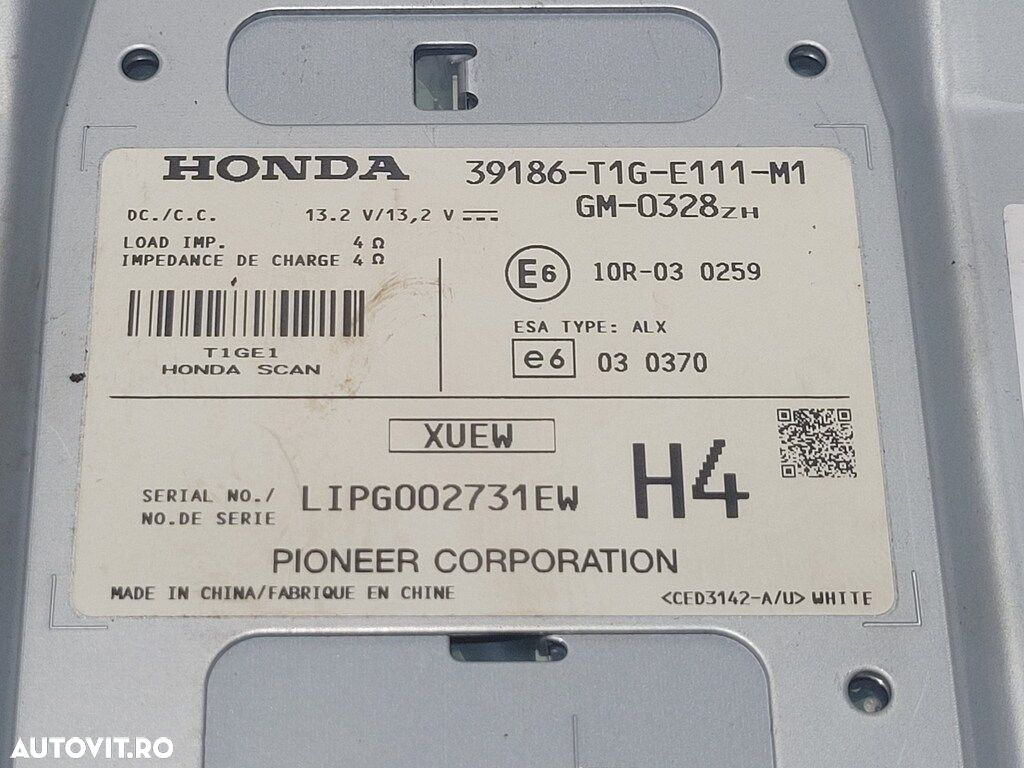 HONDA
39186-T1G-E111-M1
GM-0328ZH
DC./C.C. 13.2 V/13,2 V
LOAD IMP. 4 Ω
IMPEDANCE DE CHARGE 4 Ω
E6 10R-03 0259
T1GE1
HONDA SCAN
ESA TYPE: ALX
e6 03 0370
XUEW
H4
SERIAL NO./
NO.DE SERIE
LIPG002731EW
PIONEER CORPORATION
MADE IN CHINA/FABRIQUE EN CHINE
<CED3142-A/U> WHITE
AUTOVIT.RO